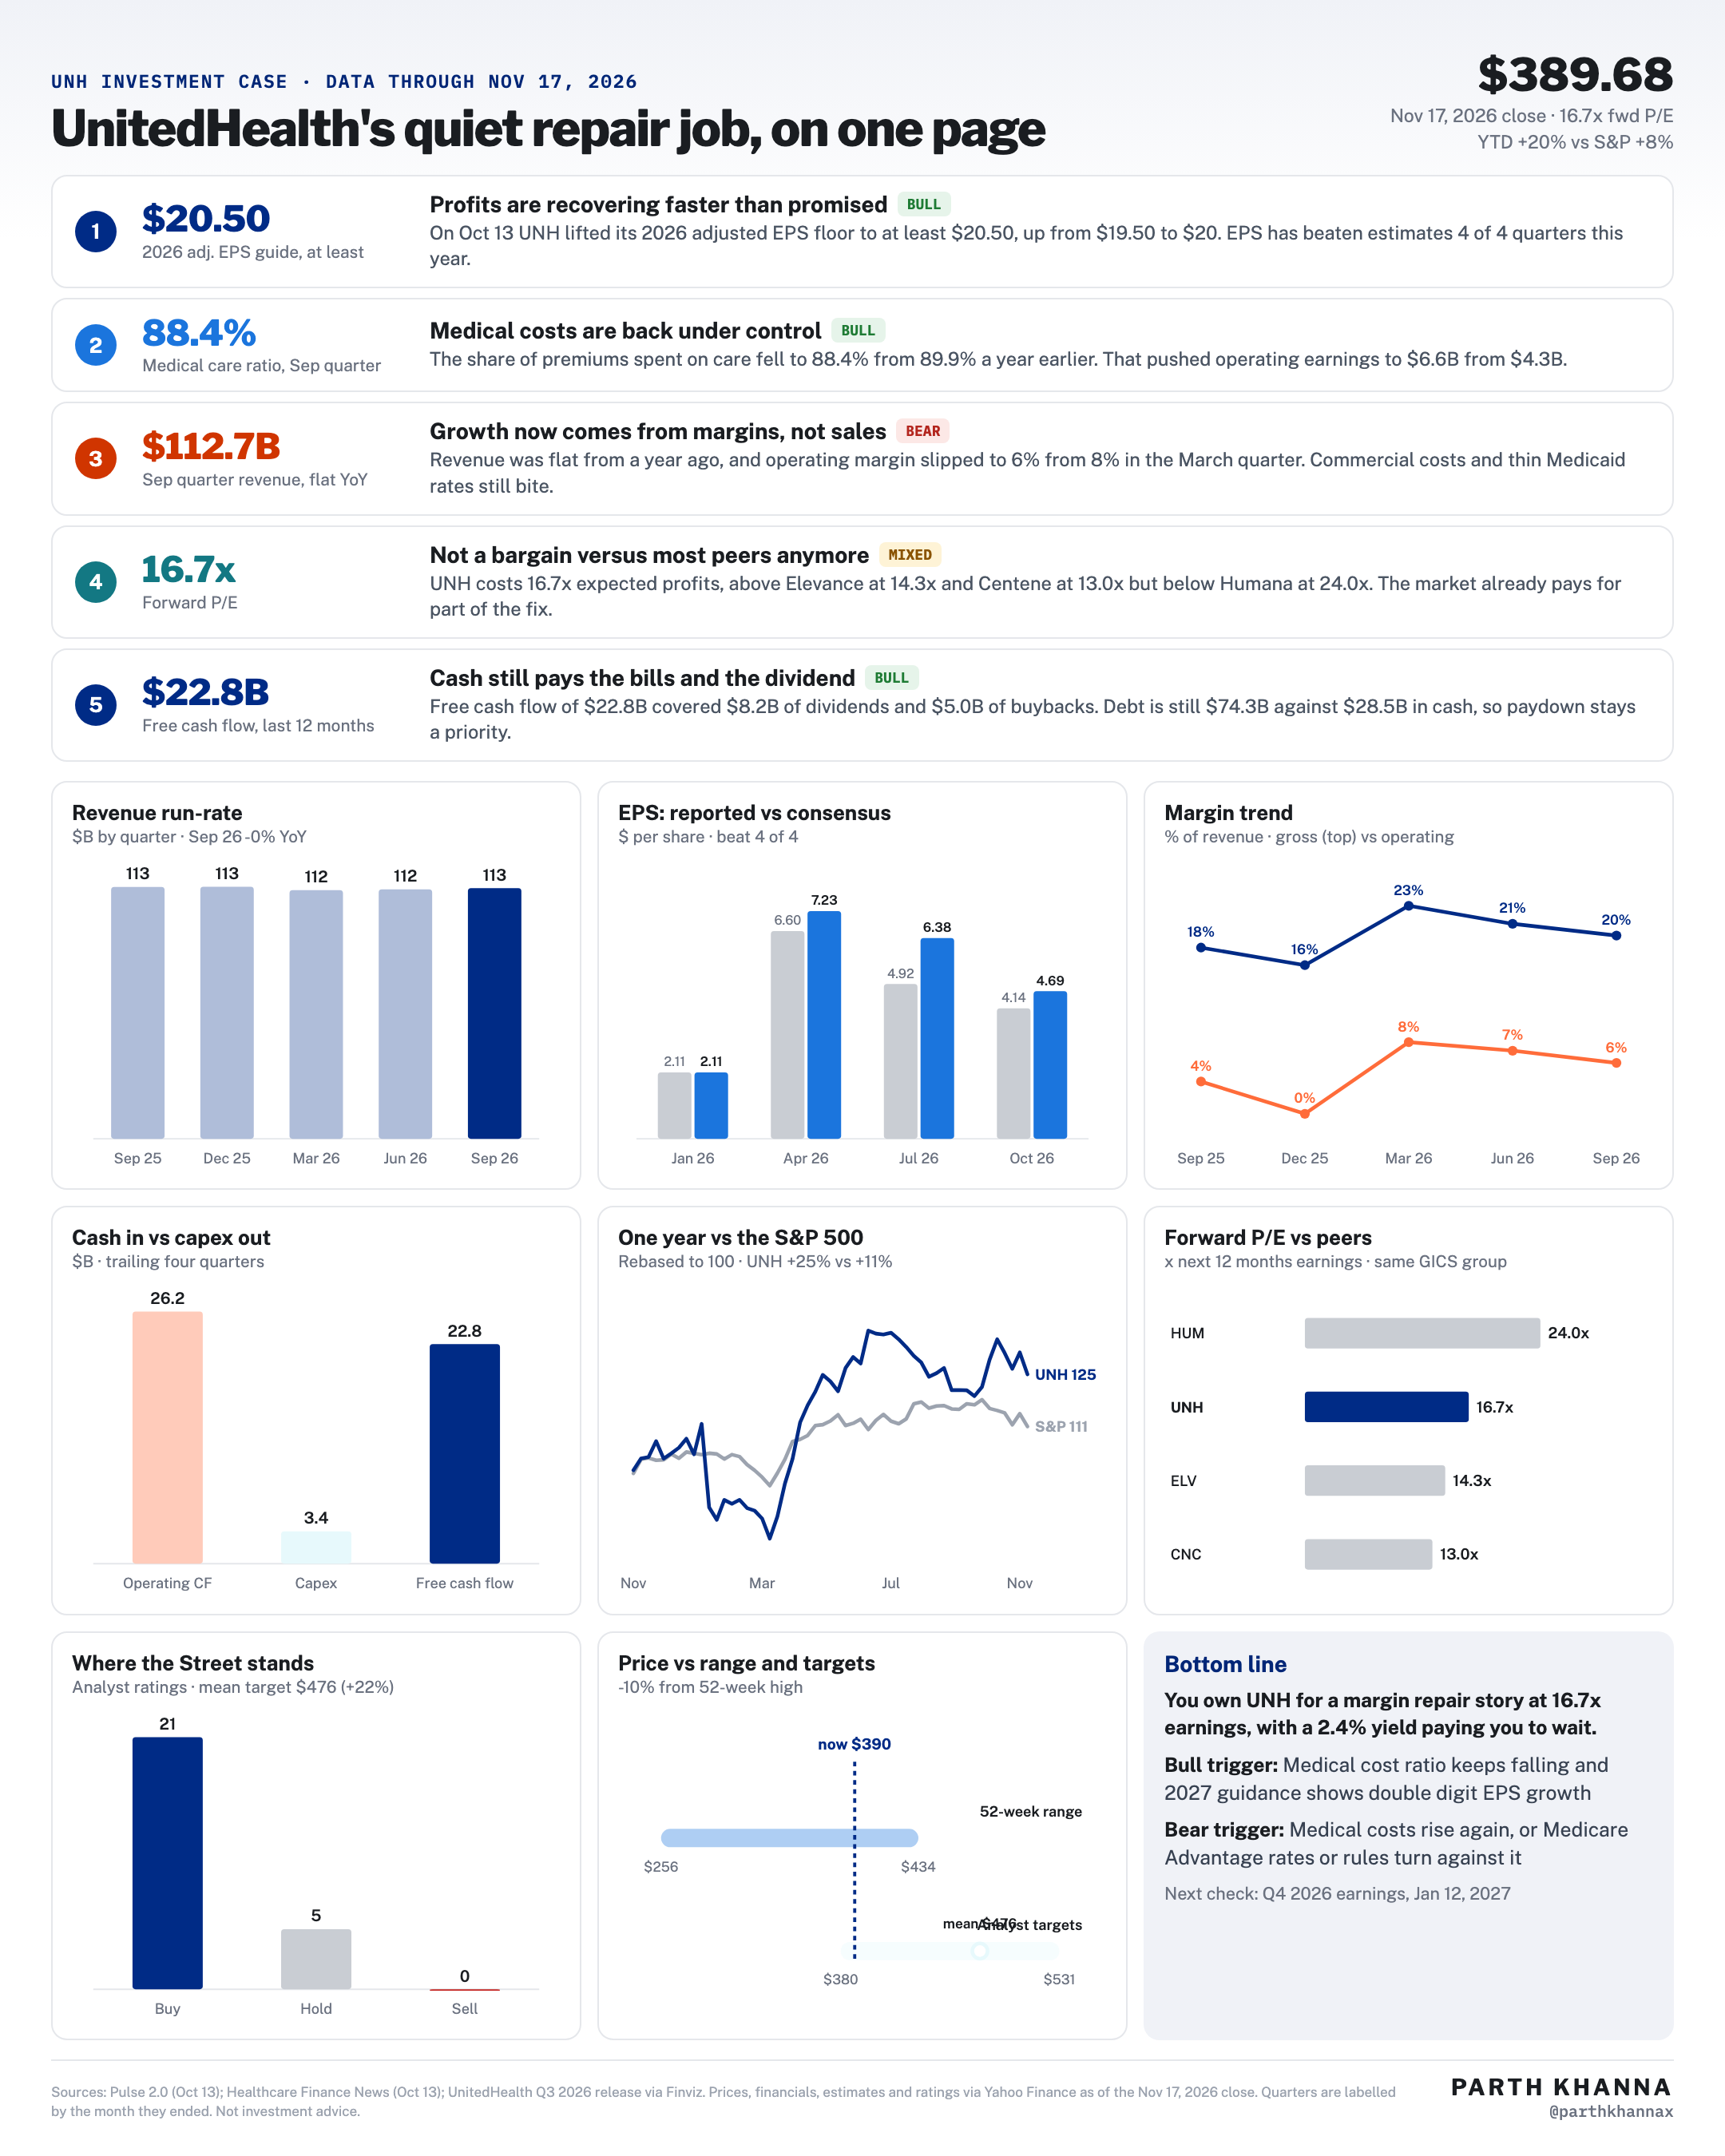 UNH INVESTMENT CASE · DATA THROUGH NOV 17, 2026
UnitedHealth's quiet repair job, on one page
$389.68
Nov 17, 2026 close · 16.7x fwd P/E
YTD +20% vs S&P +8%
1
$20.50
2026 adj. EPS guide, at least
Profits are recovering faster than promised BULL
On Oct 13 UNH lifted its 2026 adjusted EPS floor to at least $20.50, up from $19.50 to $20. EPS has beaten estimates 4 of 4 quarters this
year.
2
88.4%
Medical care ratio, Sep quarter
Medical costs are back under control BULL
The share of premiums spent on care fell to 88.4% from 89.9% a year earlier. That pushed operating earnings to $6.6B from $4.3B.
3
$112.7B
Sep quarter revenue, flat YoY
Growth now comes from margins, not sales BEAR
Revenue was flat from a year ago, and operating margin slipped to 6% from 8% in the March quarter. Commercial costs and thin Medicaid
rates still bite.
4
16.7x
Forward P/E
Not a bargain versus most peers anymore MIXED
UNH costs 16.7x expected profits, above Elevance at 14.3x and Centene at 13.0x but below Humana at 24.0x. The market already pays for
part of the fix.
5
$22.8B
Free cash flow, last 12 months
Cash still pays the bills and the dividend BULL
Free cash flow of $22.8B covered $8.2B of dividends and $5.0B of buybacks. Debt is still $74.3B against $28.5B in cash, so paydown stays
a priority.
Revenue run-rate
$B by quarter · Sep 26 -0% YoY
113 113 112 112 113
Sep 25 Dec 25 Mar 26 Jun 26 Sep 26
EPS: reported vs consensus
$ per share · beat 4 of 4
2.11 2.11 6.60 7.23 4.92 6.38 4.14 4.69
Jan 26 Apr 26 Jul 26 Oct 26
Margin trend
% of revenue · gross (top) vs operating
18% 16% 23% 21% 20%
4% 0% 8% 7% 6%
Sep 25 Dec 25 Mar 26 Jun 26 Sep 26
Cash in vs capex out
$B · trailing four quarters
26.2 3.4 22.8
Operating CF Capex Free cash flow
One year vs the S&P 500
Rebased to 100 · UNH +25% vs +11%
UNH 125
S&P 111
Nov Mar Jul Nov
Forward P/E vs peers
x next 12 months earnings · same GICS group
HUM 24.0x
UNH 16.7x
ELV 14.3x
CNC 13.0x
Where the Street stands
Analyst ratings · mean target $476 (+22%)
21 5 0
Buy Hold Sell
Price vs range and targets
-10% from 52-week high
now $390
52-week range
$256 $434
mean $476 Analyst targets
$380 $531
Bottom line
You own UNH for a margin repair story at 16.7x
earnings, with a 2.4% yield paying you to wait.
Bull trigger: Medical cost ratio keeps falling and
2027 guidance shows double digit EPS growth
Bear trigger: Medical costs rise again, or Medicare
Advantage rates or rules turn against it
Next check: Q4 2026 earnings, Jan 12, 2027
Sources: Pulse 2.0 (Oct 13); Healthcare Finance News (Oct 13); UnitedHealth Q3 2026 release via Finviz. Prices, financials, estimates and ratings via Yahoo Finance as of the Nov 17, 2026 close. Quarters are labelled
by the month they ended. Not investment advice.
PARTH KHANNA
@parthkhannax